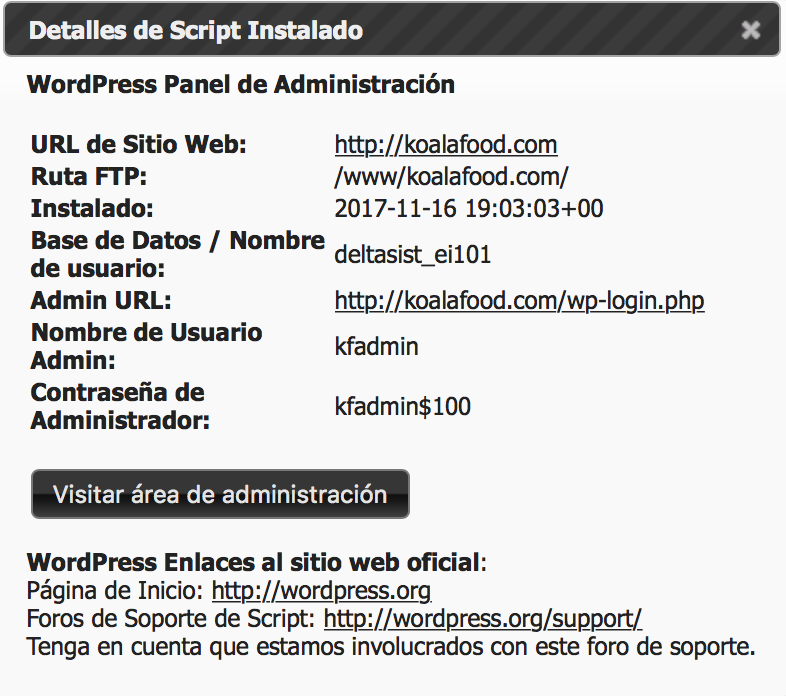 Detalles de Script Instalado
WordPress Panel de Administración
URL de Sitio Web: http://koalafood.com
Ruta FTP: /www/koalafood.com/
Instalado: 2017-11-16 19:03:03+00
Base de Datos / Nombre
de usuario: deltasist_ei101
Admin URL: http://koalafood.com/wp-login.php
Nombre de Usuario
Admin: kfadmin
Contraseña de
Administrador: kfadmin$100
Visitar área de administración
WordPress Enlaces al sitio web oficial:
Página de Inicio: http://wordpress.org
Foros de Soporte de Script: http://wordpress.org/support/
Tenga en cuenta que estamos involucrados con este foro de soporte.